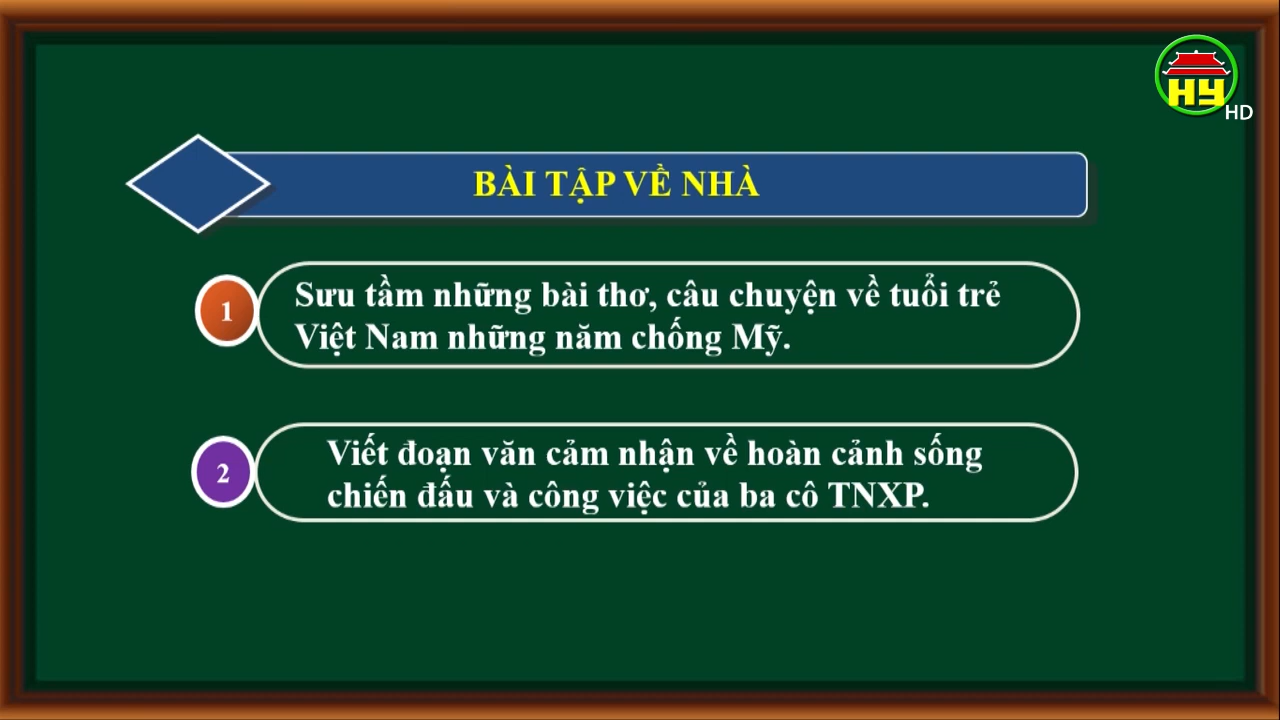 HY
HD
BÀI TẬP VỀ NHÀ
1
Sưu tầm những bài thơ, câu chuyện về tuổi trẻ
Việt Nam những năm chống Mỹ.
2
Viết đoạn văn cảm nhận về hoàn cảnh sống
chiến đấu và công việc của ba cô TNXP.